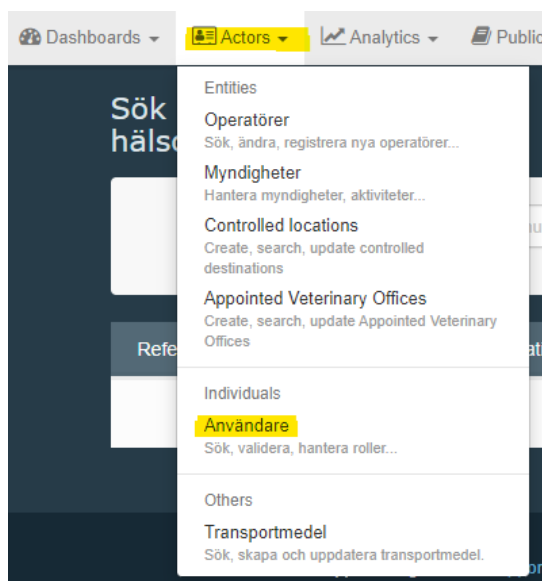 Dashboards Actors Analytics
Sök
Entities
Operatörer
Sök, ändra, registrera nya operatörer...
Myndigheter
Hantera myndigheter, aktiviteter...
Controlled locations
Create, search, update controlled
destinations
Appointed Veterinary Offices
Create, search, update Appointed Veterinary
Offices
Individuals
Användare
Sök, validera, hantera roller...
Others
Transportmedel
Sök, skapa och uppdatera transportmedel.